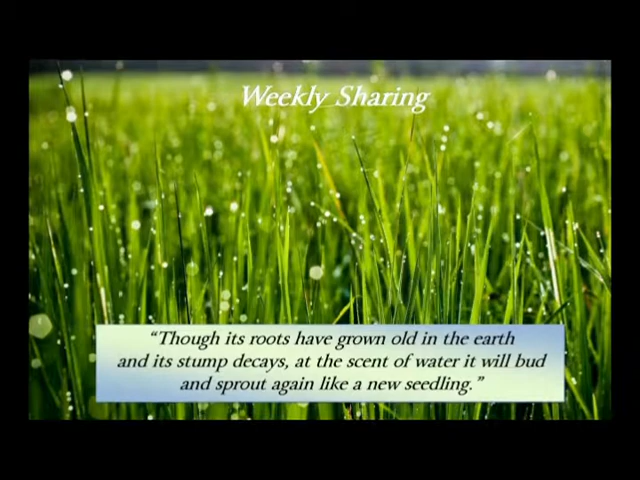 Weekly Sharing
“Though its roots have grown old in the earth
and its stump decays, at the scent of water it will bud
and sprout again like a new seedling.”